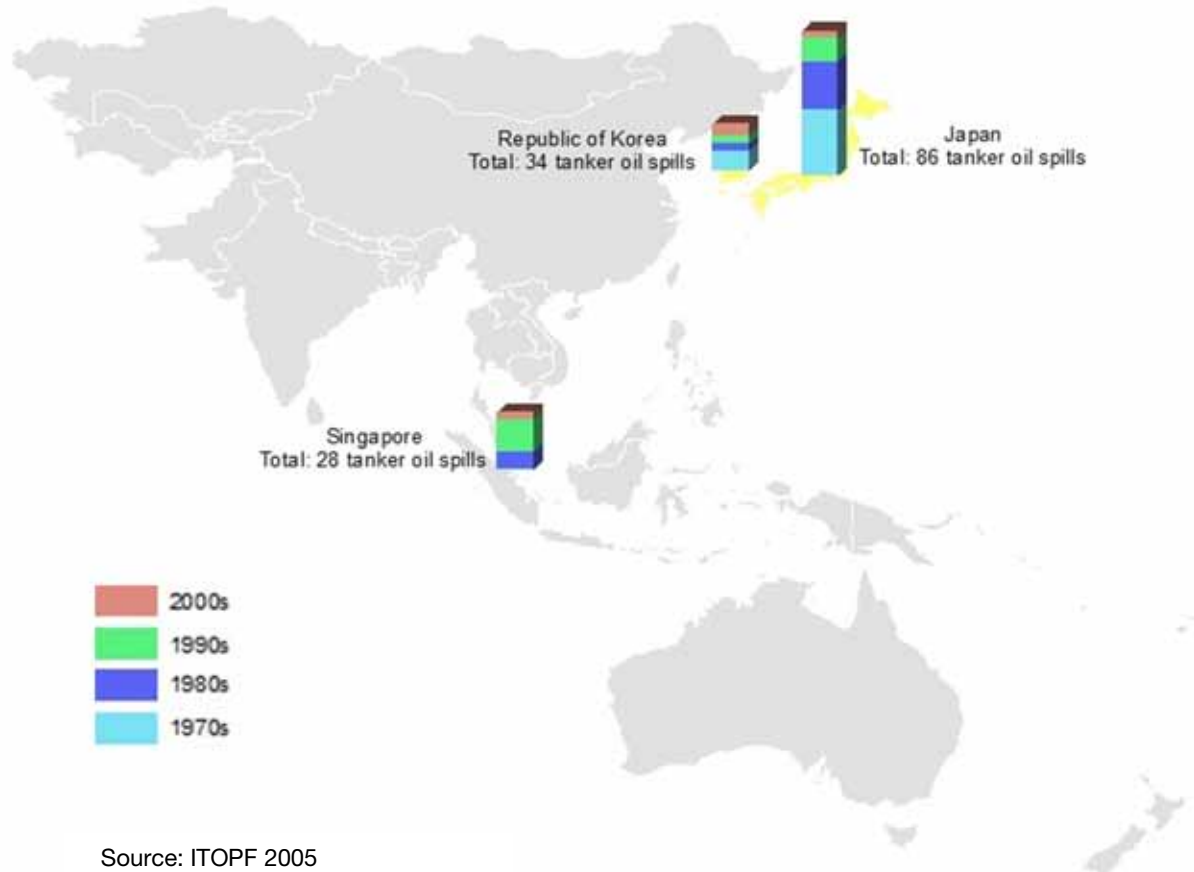 Republic of Korea
Total: 34 tanker oil spills
Japan
Total: 86 tanker oil spills
Singapore
Total: 28 tanker oil spills
2000s
1990s
1980s
1970s
Source: ITOPF 2005